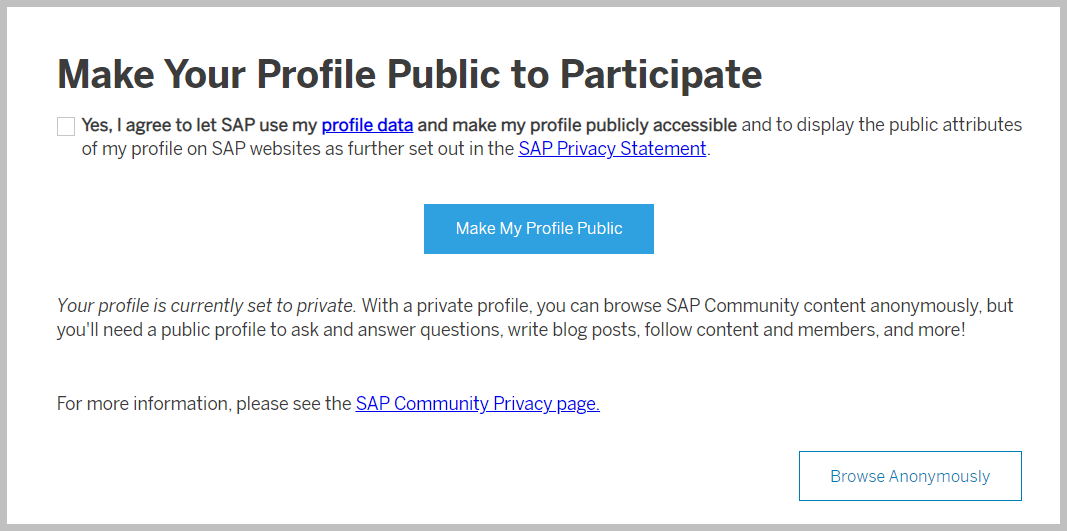 Make Your Profile Public to Participate
Yes, I agree to let SAP use my profile data and make my profile publicly accessible and to display the public attributes
of my profile on SAP websites as further set out in the SAP Privacy Statement.
Make My Profile Public
Your profile is currently set to private. With a private profile, you can browse SAP Community content anonymously, but
you'll need a public profile to ask and answer questions, write blog posts, follow content and members, and more!
For more information, please see the SAP Community Privacy page.
Browse Anonymously